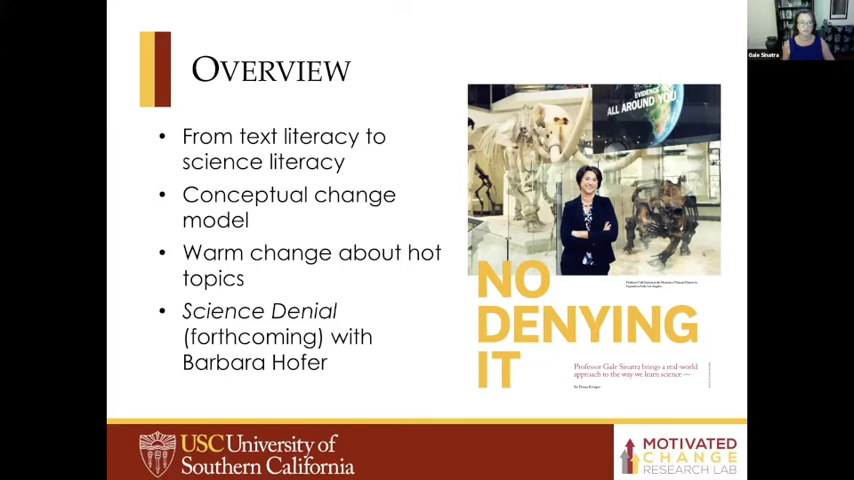 OVERVIEW
• From text literacy to
science literacy
• Conceptual change
model
• Warm change about hot
topics
• Science Denial
(forthcoming) with
Barbara Hofer
ALL AROUND YOU
NO
DENYING
IT
Professor Gale Sinatra brings a real-world
approach to the way we learn science —
USC University of
Southern California
MOTIVATED
CHANGE
RESEARCH LAB
Gale Sinatra